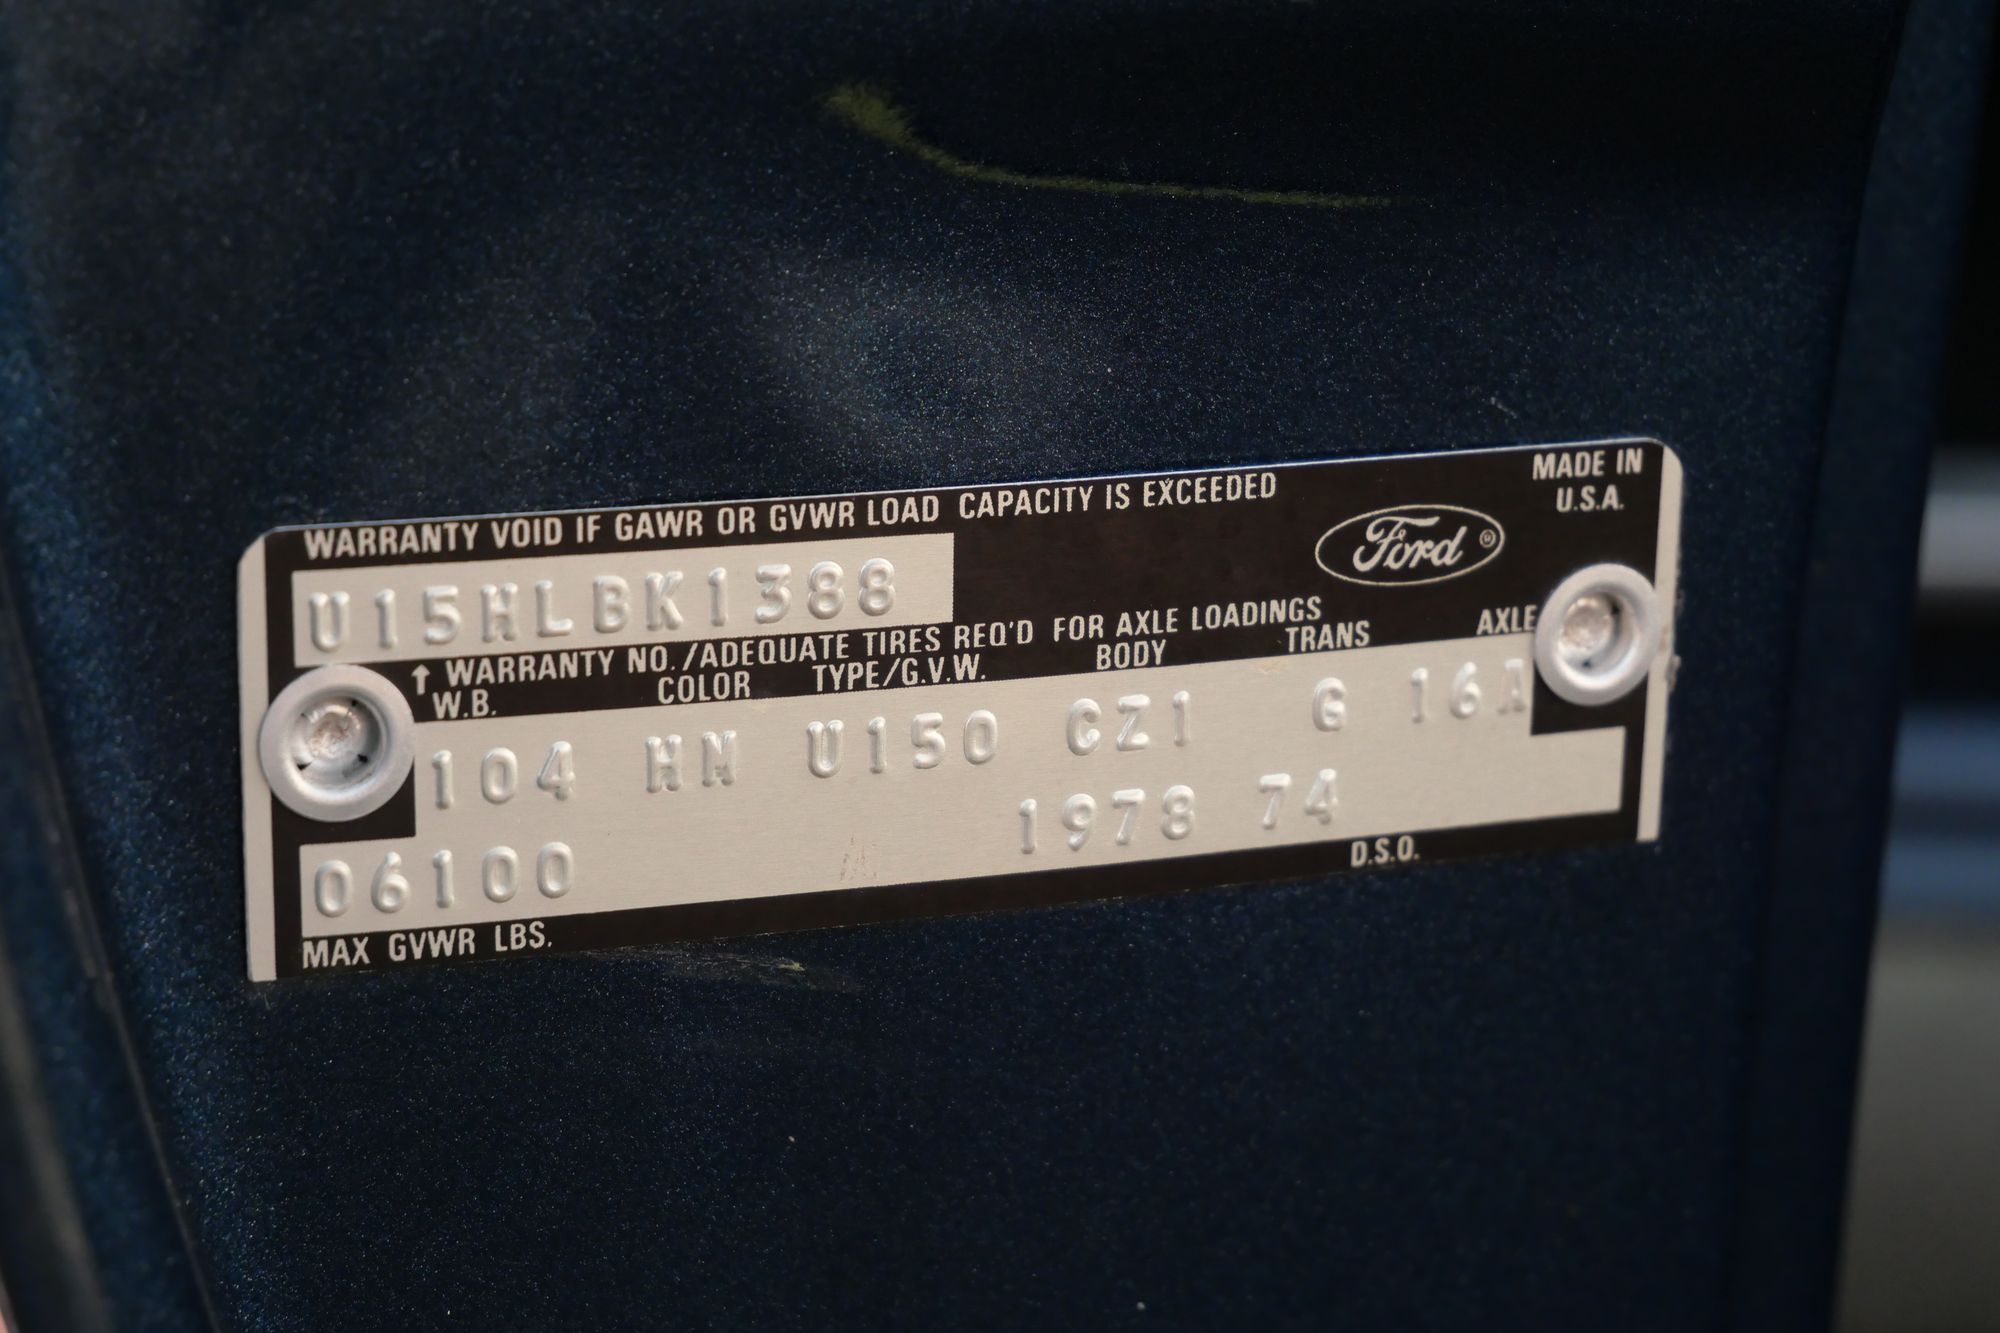 WARRANTY VOID IF GAWR OR GVWR LOAD CAPACITY IS EXCEEDED
MADE IN
U.S.A.
Ford ®
U15HLBK1388
↑ WARRANTY NO./ADEQUATE TIRES REQ'D FOR AXLE LOADINGS
W.B. COLOR TYPE/G.V.W. BODY TRANS AXLE
104 HM U150 CZ1 G 16A
06100 1978 74
MAX GVWR LBS. D.S.O.